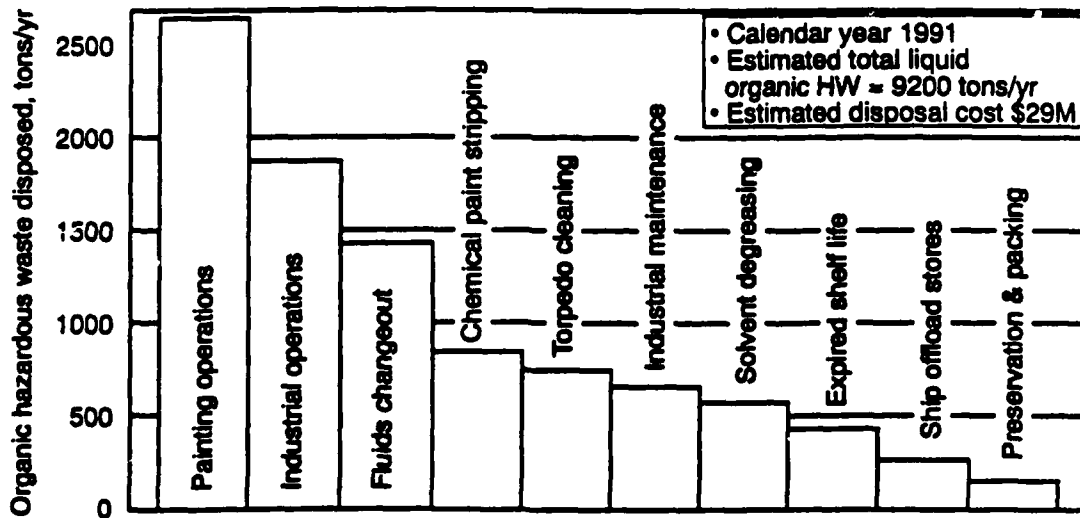 Organic hazardous waste disposed, tons/yr
2500
2000
1500
1000
500
0
• Calendar year 1991
• Estimated total liquid
organic HW ≈ 9200 tons/yr
• Estimated disposal cost $29M
Painting operations
Industrial operations
Fluids changeout
Chemical paint stripping
Torpedo cleaning
Industrial maintenance
Solvent degreasing
Expired shelf life
Ship offload stores
Preservation & packing